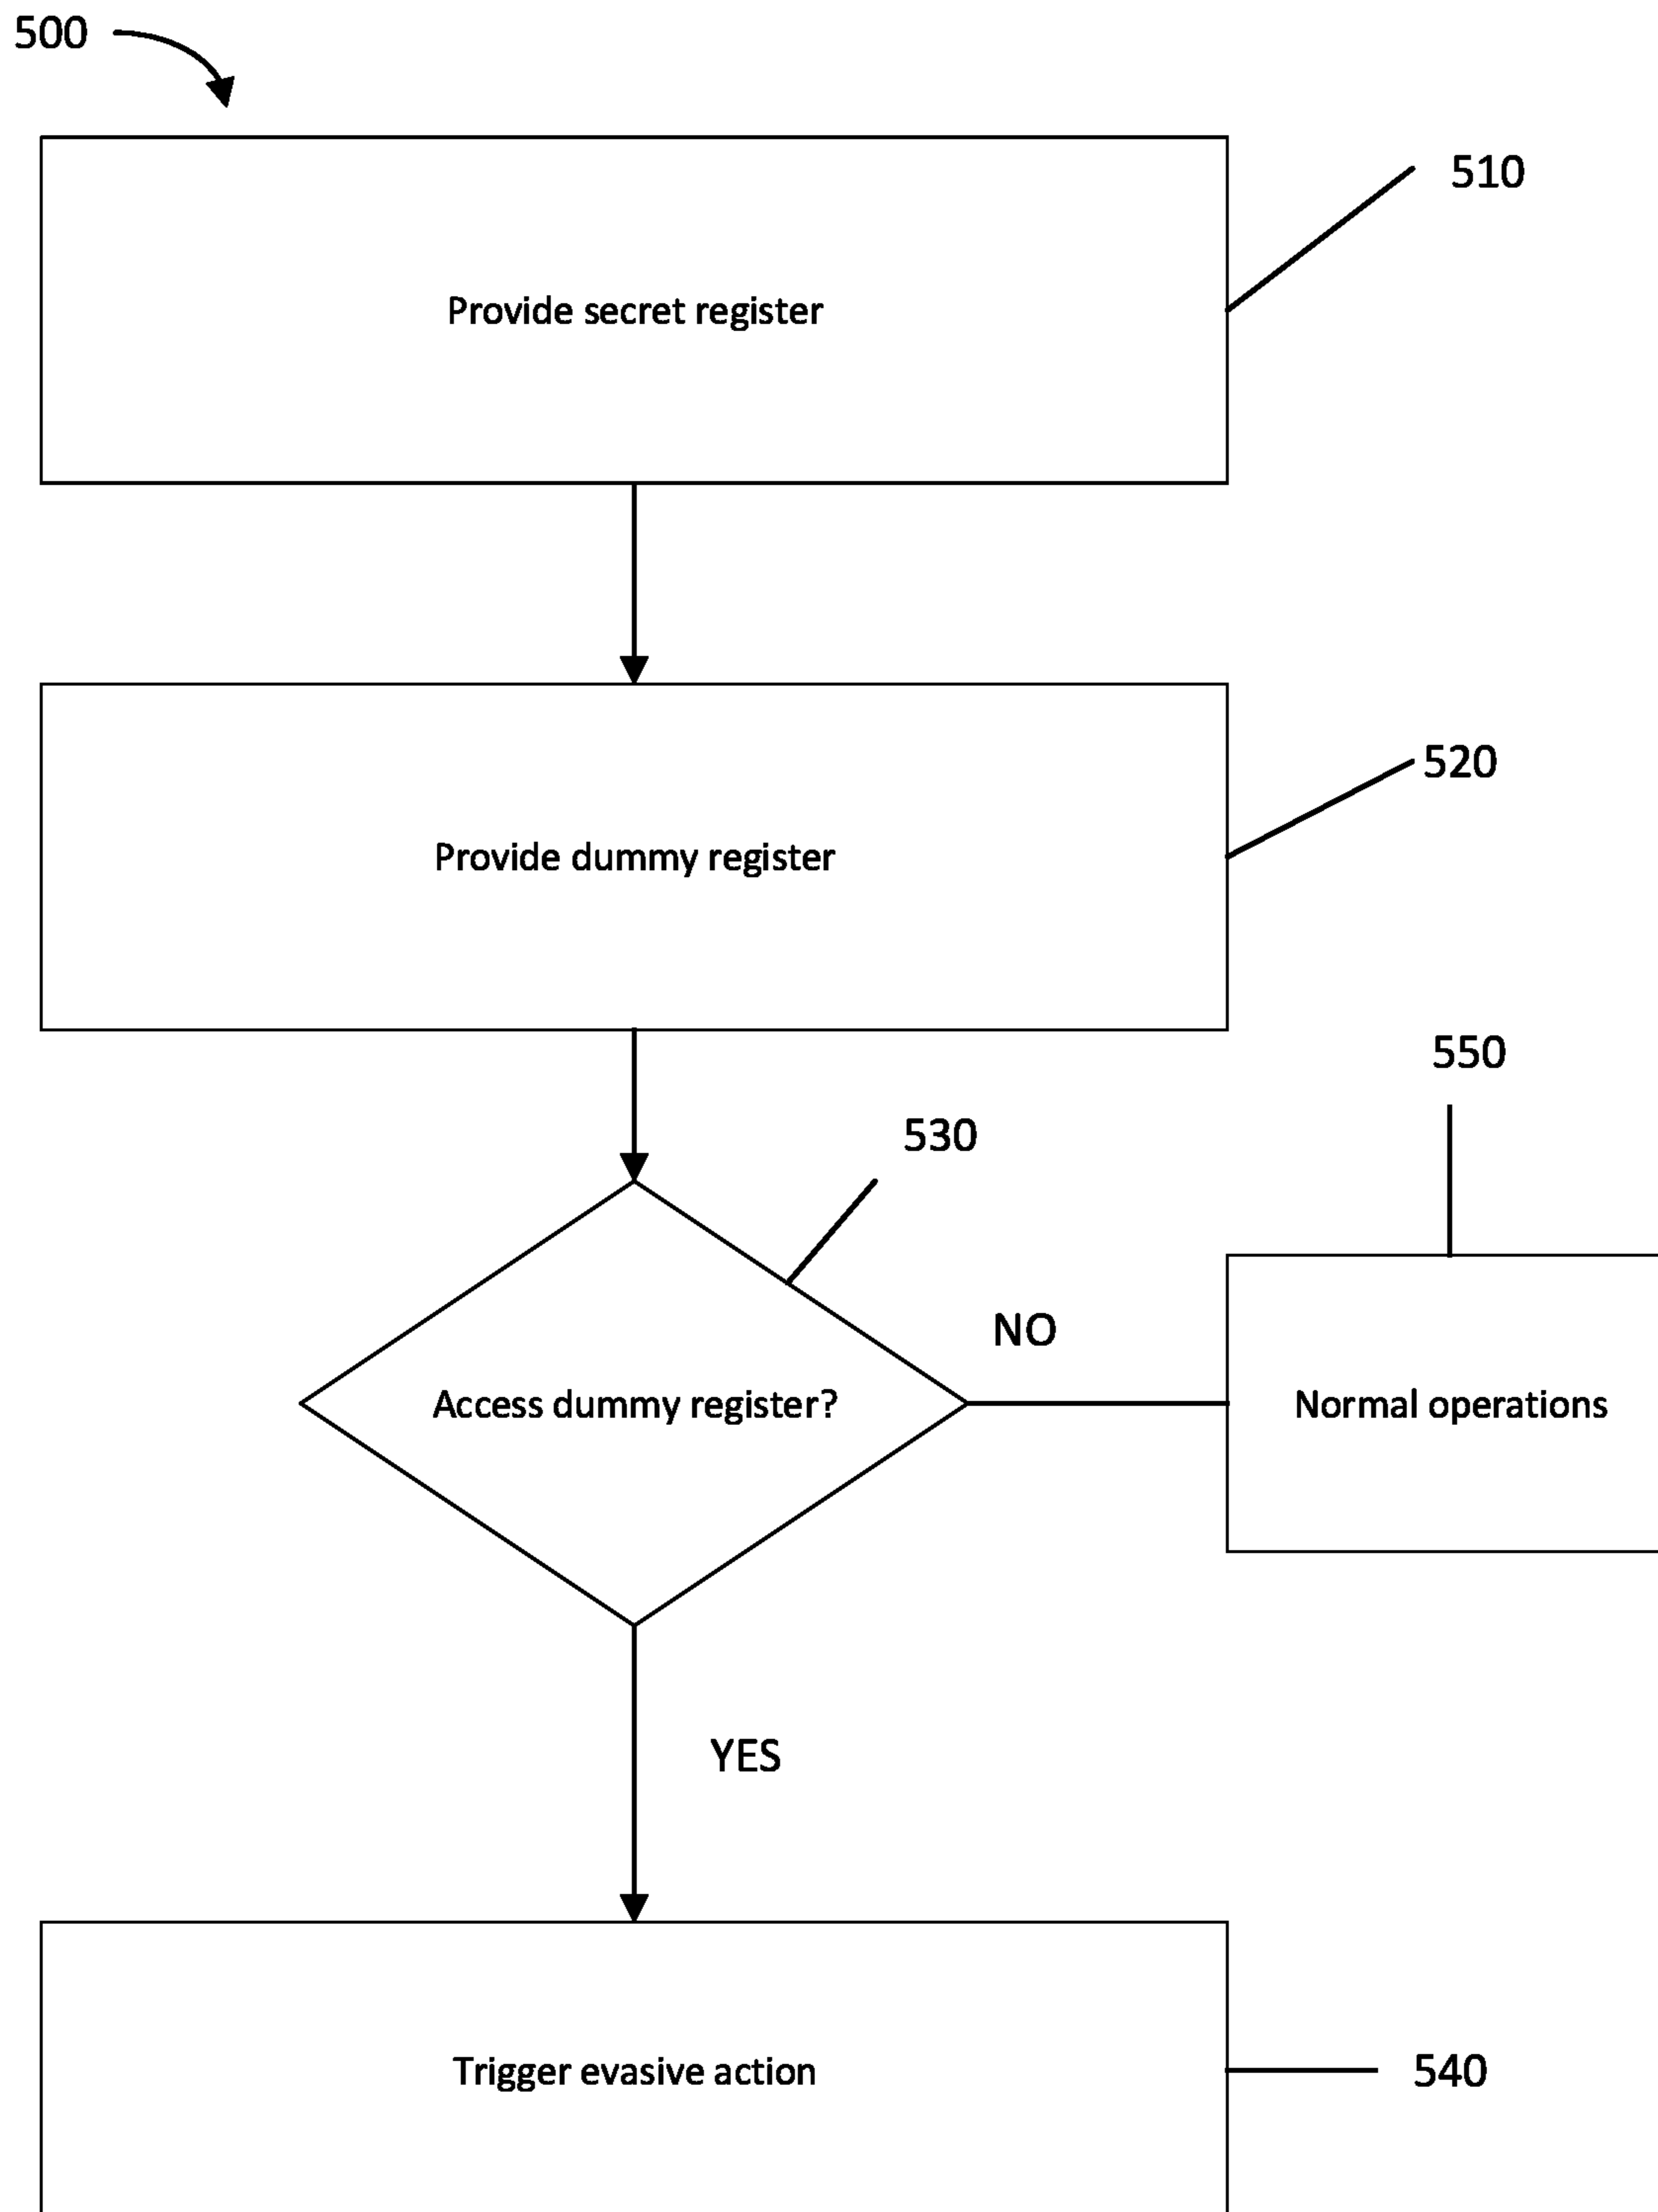 500
510
Provide secret register
520
Provide dummy register
550
530
NO
Access dummy register?
Normal operations
YES
Trigger evasive action
540